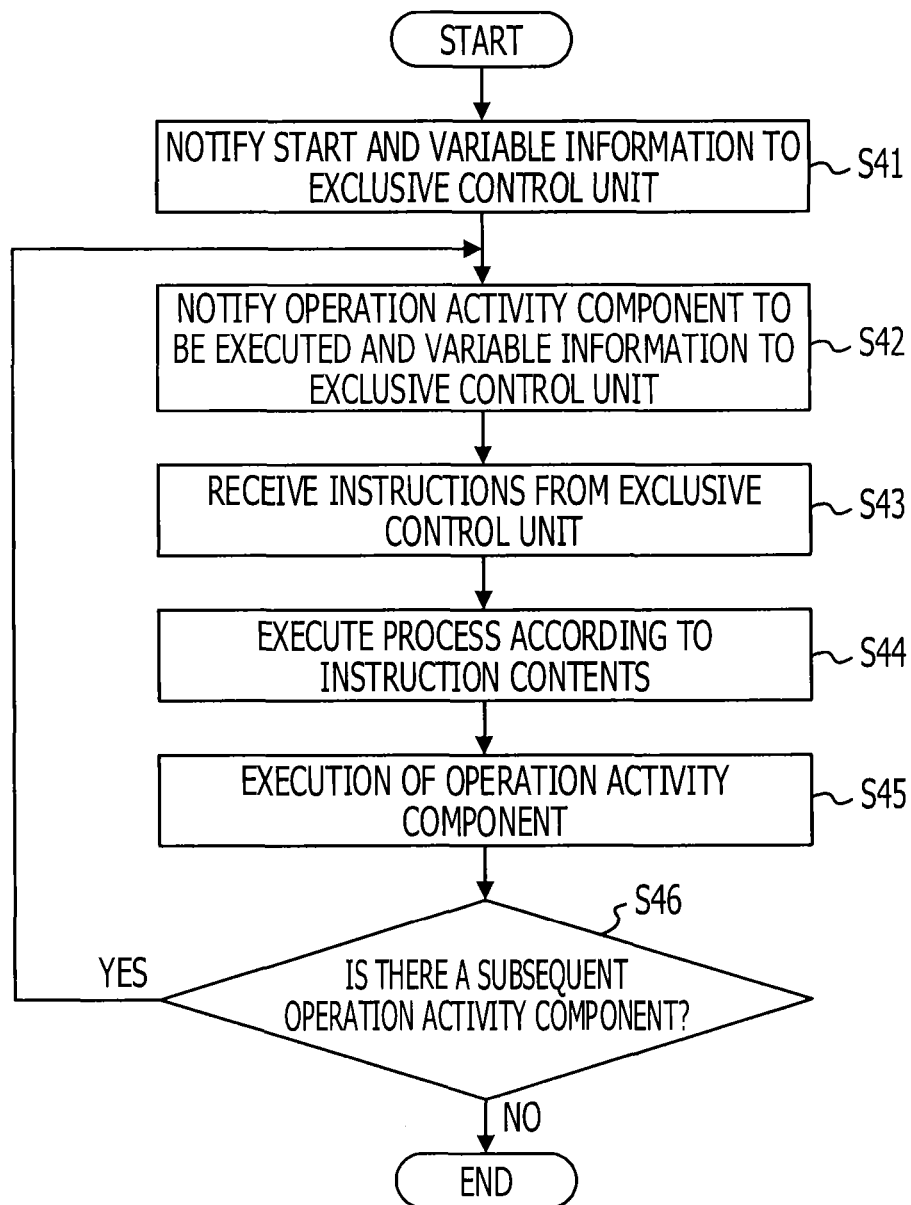 START
NOTIFY START AND VARIABLE INFORMATION TO
EXCLUSIVE CONTROL UNIT
S41
NOTIFY OPERATION ACTIVITY COMPONENT TO
BE EXECUTED AND VARIABLE INFORMATION TO
EXCLUSIVE CONTROL UNIT
S42
RECEIVE INSTRUCTIONS FROM EXCLUSIVE
CONTROL UNIT
S43
EXECUTE PROCESS ACCORDING TO
INSTRUCTION CONTENTS
S44
EXECUTION OF OPERATION ACTIVITY
COMPONENT
S45
S46
IS THERE A SUBSEQUENT
OPERATION ACTIVITY COMPONENT?
YES
NO
END